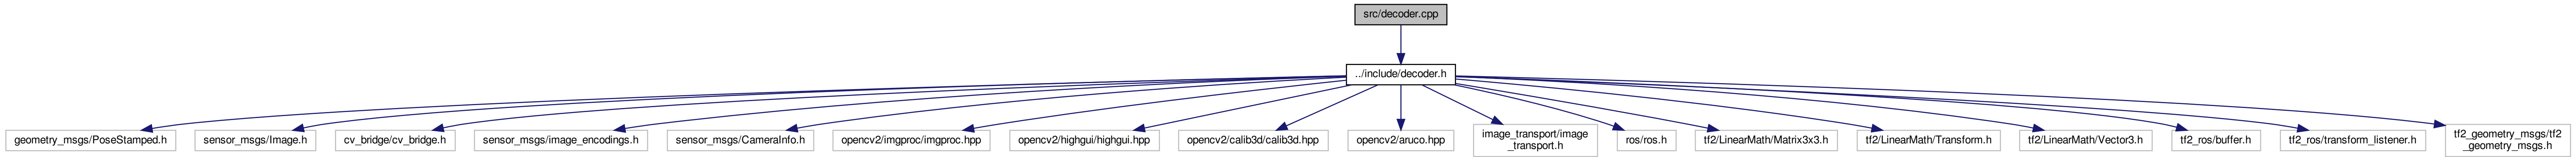 src/decoder.cpp
../include/decoder.h
geometry_msgs/PoseStamped.h
sensor_msgs/Image.h
cv_bridge/cv_bridge.h
sensor_msgs/image_encodings.h
sensor_msgs/CameraInfo.h
opencv2/imgproc/imgproc.hpp
opencv2/highgui/highgui.hpp
opencv2/calib3d/calib3d.hpp
opencv2/aruco.hpp
image_transport/image
_transport.h
ros/ros.h
tf2/LinearMath/Matrix3x3.h
tf2/LinearMath/Transform.h
tf2/LinearMath/Vector3.h
tf2_ros/buffer.h
tf2_ros/transform_listener.h
tf2_geometry_msgs/tf2
_geometry_msgs.h